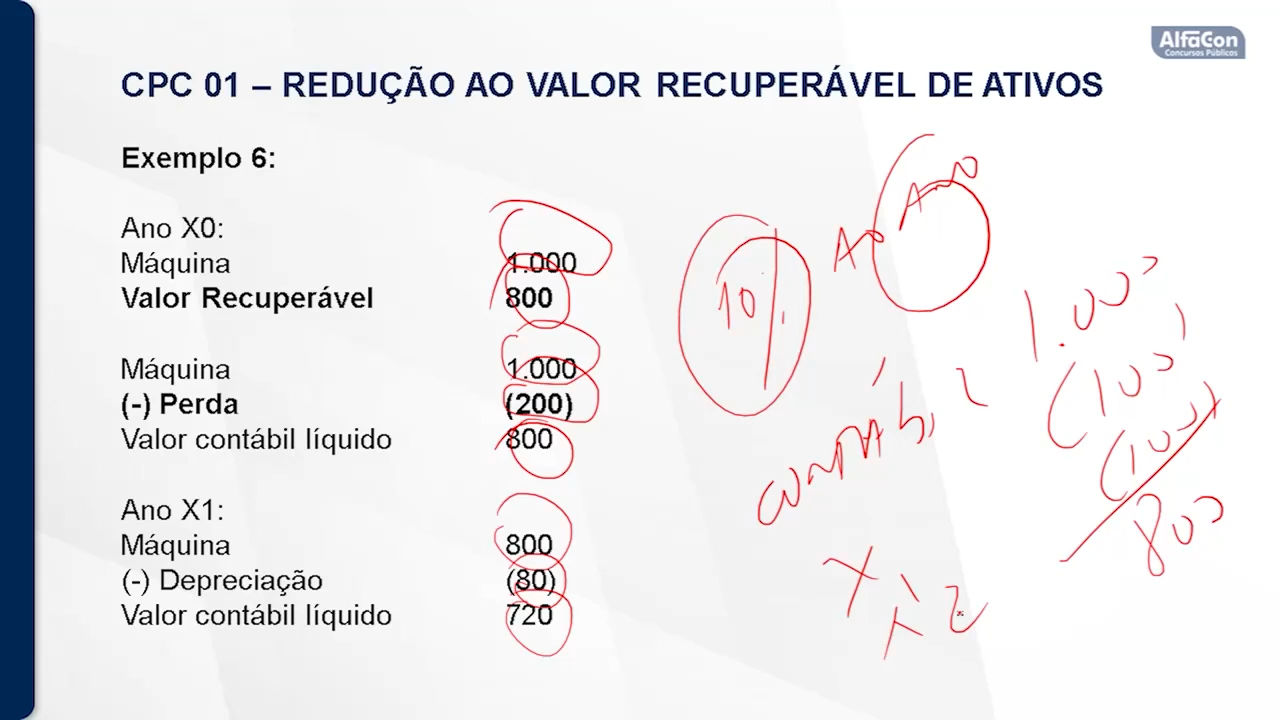 AlfaCon
Concursos Públicos
CPC 01 – REDUÇÃO AO VALOR RECUPERÁVEL DE ATIVOS
Exemplo 6:
Ano X0:
Máquina 1.000
Valor Recuperável 800
Máquina 1.000
(-) Perda (200)
Valor contábil líquido 800
Ano X1:
Máquina 800
(-) Depreciação (80)
Valor contábil líquido 720
10%
Ao Ano
contábil
1.000
(100)
(100)
800